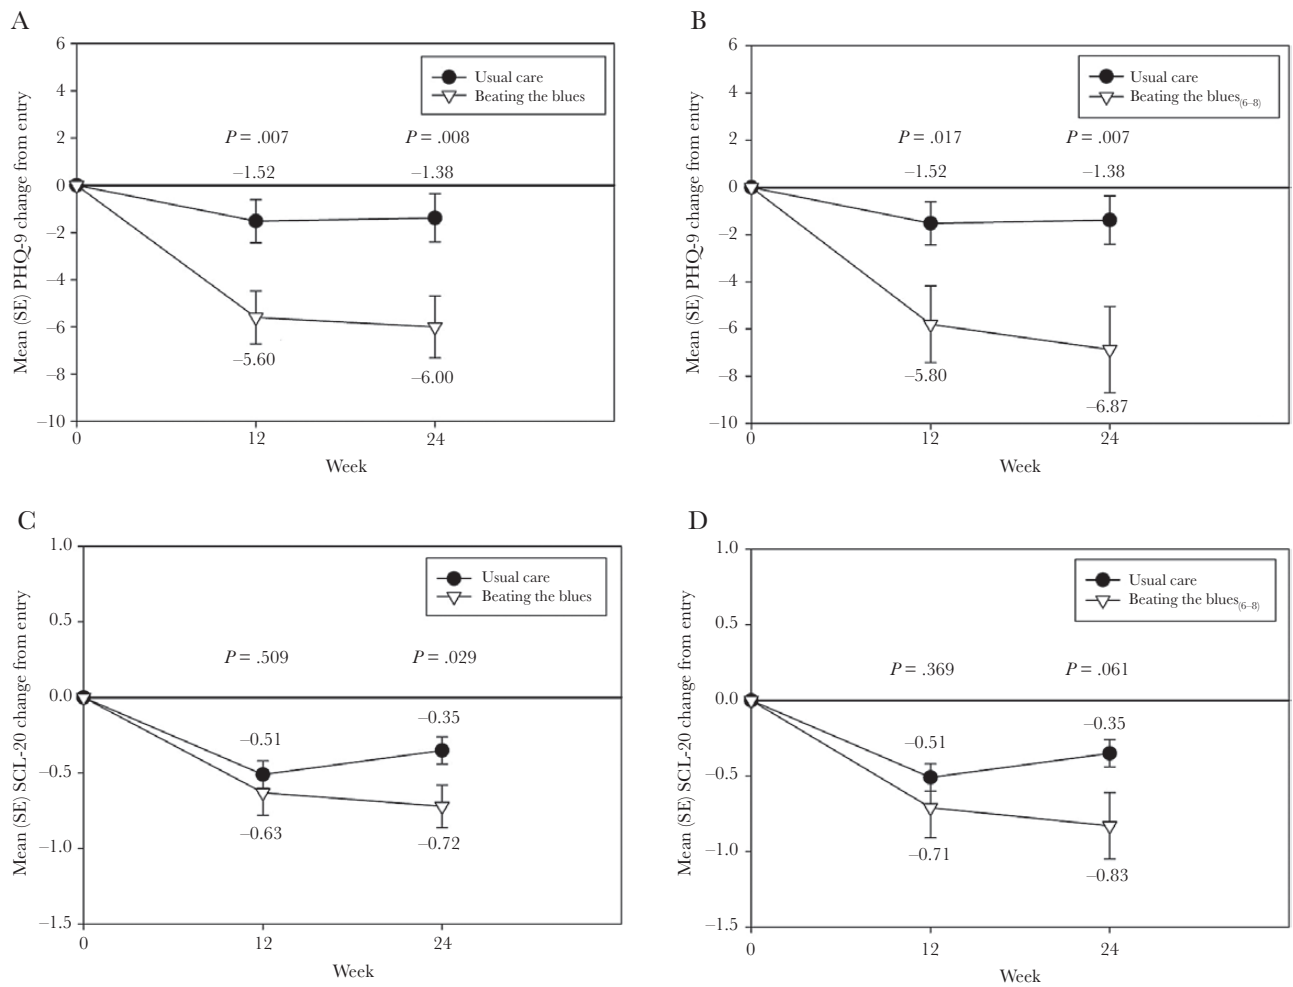 A
Mean (SE) PHQ-9 change from entry
6
4
2
0
–2
–4
–6
–8
–10
Usual care
Beating the blues
P = .007
P = .008
–1.52
–1.38
–5.60
–6.00
0
12
24
Week
B
Mean (SE) PHQ-9 change from entry
6
4
2
0
–2
–4
–6
–8
–10
Usual care
Beating the blues(6–8)
P = .017
P = .007
–1.52
–1.38
–5.80
–6.87
0
12
24
Week
C
Mean (SE) SCL-20 change from entry
1.0
0.5
0.0
–0.5
–1.0
–1.5
Usual care
Beating the blues
P = .509
P = .029
–0.51
–0.35
–0.63
–0.72
0
12
24
Week
D
Mean (SE) SCL-20 change from entry
1.0
0.5
0.0
–0.5
–1.0
–1.5
Usual care
Beating the blues(6–8)
P = .369
P = .061
–0.51
–0.35
–0.71
–0.83
0
12
24
Week